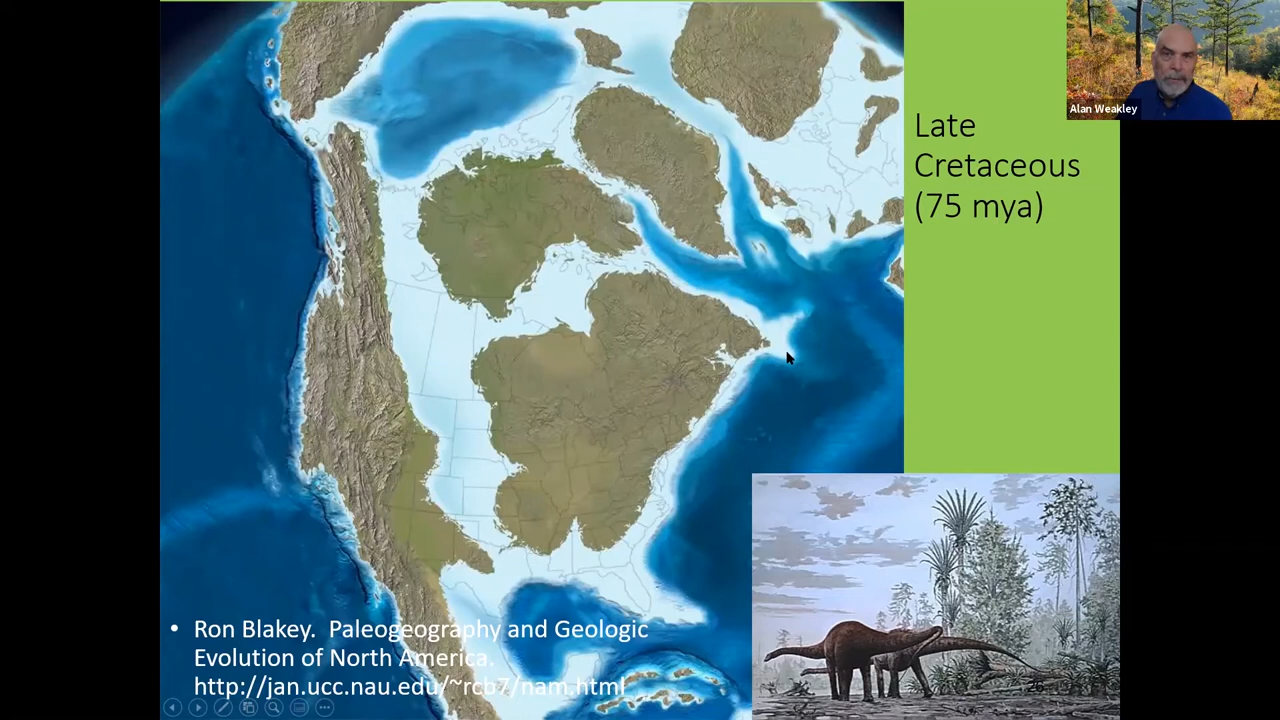 Alan Weakley
Late
Cretaceous
(75 mya)
• Ron Blakey.  Paleogeography and Geologic
Evolution of North America.
http://jan.ucc.nau.edu/~rcb7/nam.html
26